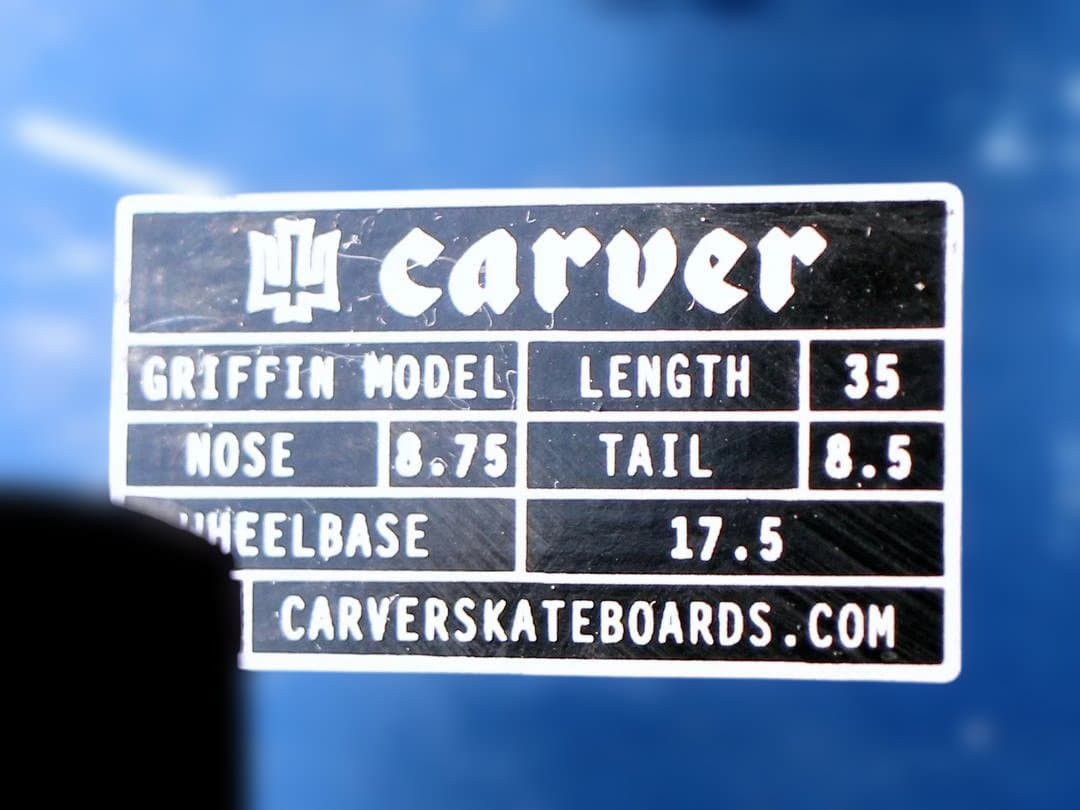 carver
GRIFFIN MODEL LENGTH 35
NOSE 8.75 TAIL 8.5
WHEELBASE 17.5
CARVERSKATEBOARDS.COM